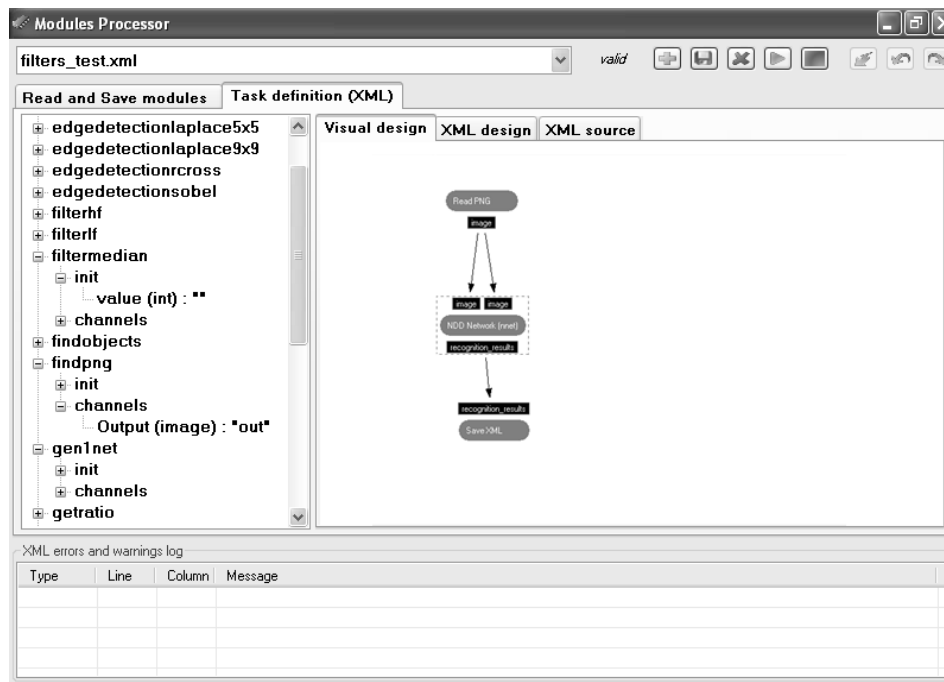 Modules Processor
filters_test.xml
valid
Read and Save modules
Task definition (XML)
edgedetectionlaplace5x5
edgedetectionlaplace9x9
edgedetectionrcross
edgedetectionsobel
filterhf
filterlf
filtermedian
init
value (int) : ""
channels
findobjects
findpng
init
channels
Output (image) : "out"
gen1net
init
channels
getratio
Visual design
XML design
XML source
Read PNG
image
image image
NDD Network (nnet)
recognition_results
recognition_results
Save XML
XML errors and warnings log
Type Line Column Message